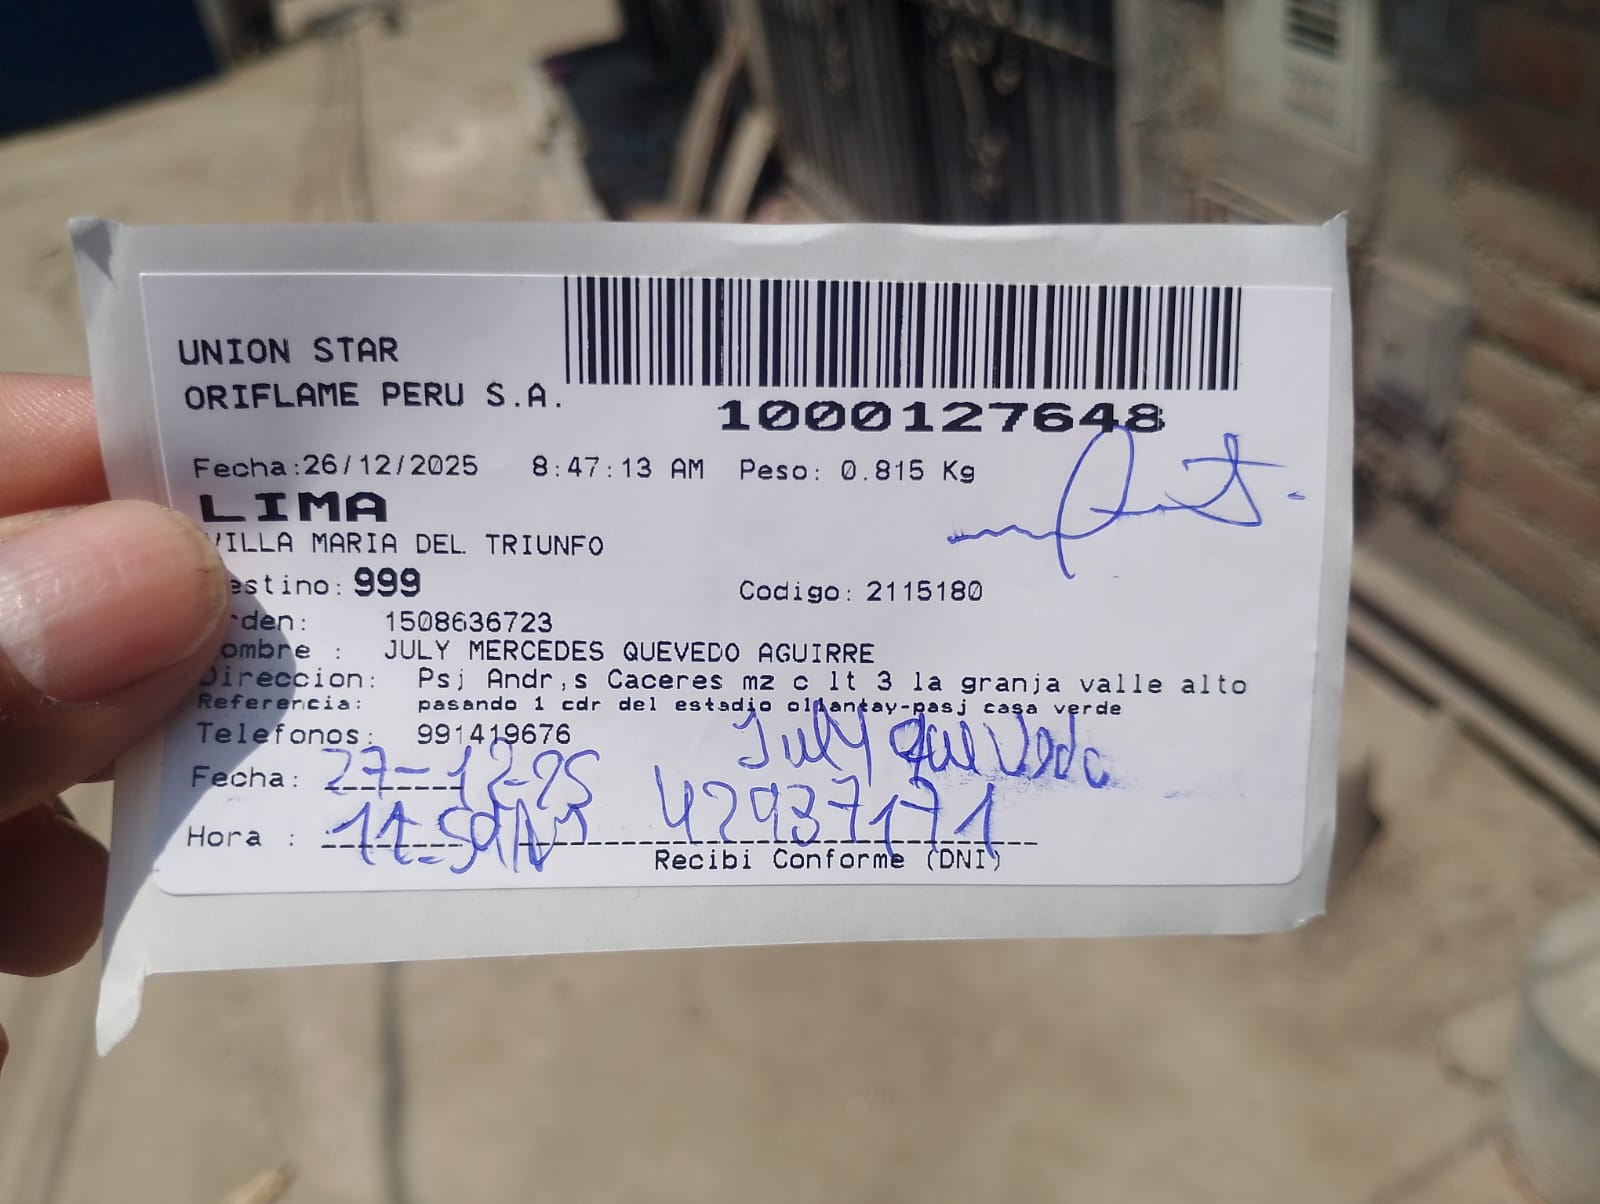 UNION STAR
ORIFLAME PERU S.A.
1000127648
Fecha:26/12/2025 8:47:13 AM Peso: 0.815 Kg
LIMA
VILLA MARIA DEL TRIUNFO
estino: 999 Codigo: 2115180
rden: 1508636723
ombre : JULY MERCEDES QUEVEDO AGUIRRE
Direccion: Psj Andr,s Caceres mz c lt 3 la granja valle alto
Referencia: pasando 1 cdr del estadio ollantay-pasj casa verde
Telefonos: 991419676
July Quevedo
Fecha: 27-12-25
42937171
Hora :
Recibi Conforme (DNI)